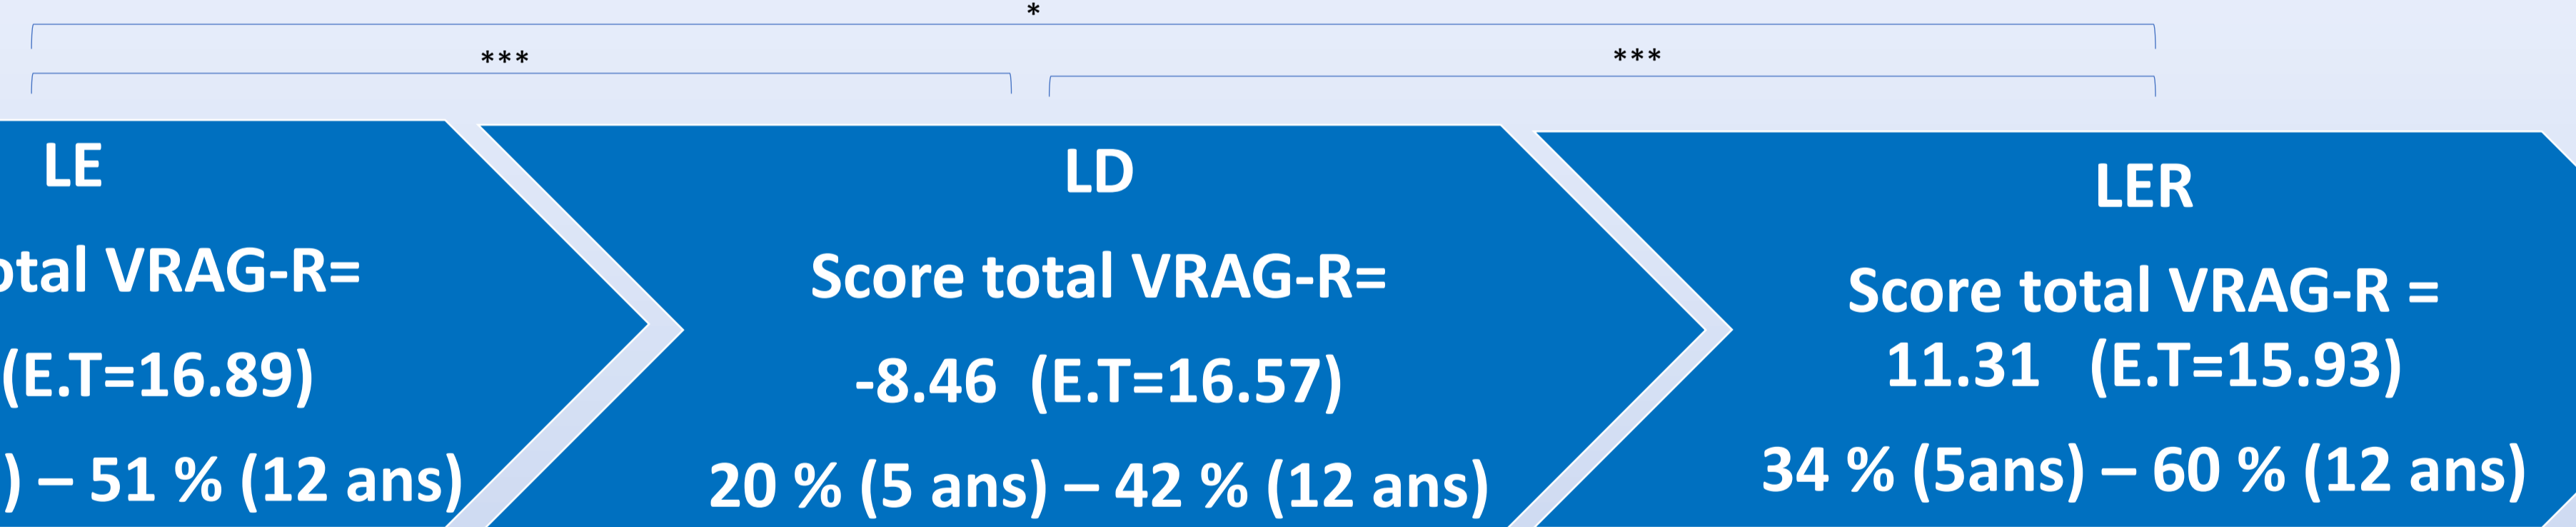 *
*** ***
LE
otal VRAG-R=
(E.T=16.89)
) – 51 % (12 ans)
LD
Score total VRAG-R=
-8.46 (E.T=16.57)
20 % (5 ans) – 42 % (12 ans)
LER
Score total VRAG-R =
11.31 (E.T=15.93)
34 % (5ans) – 60 % (12 ans)